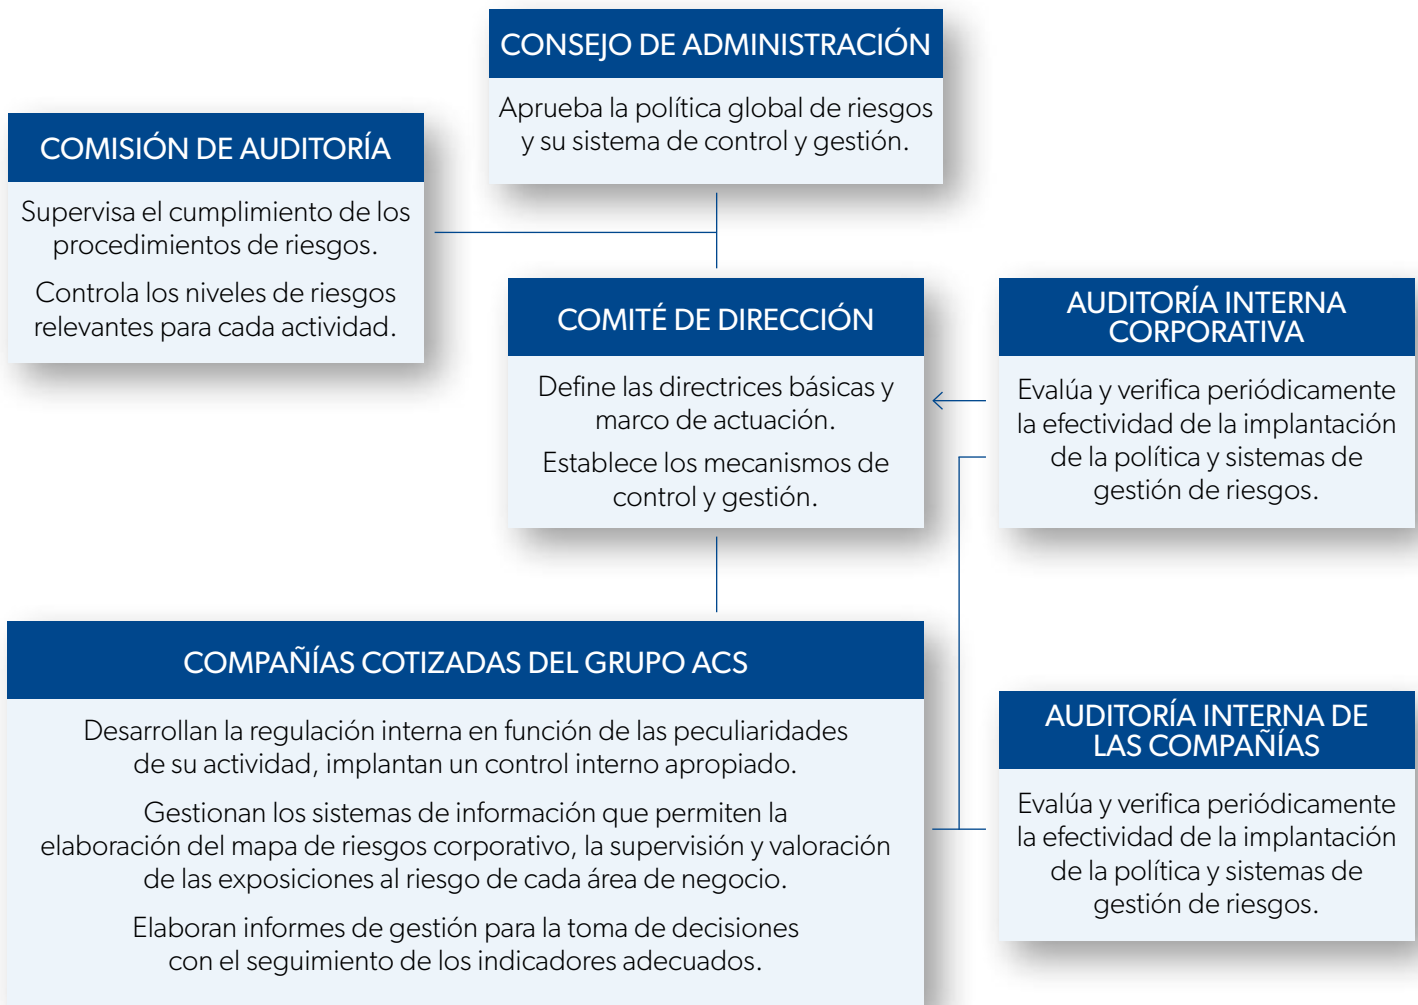 CONSEJO DE ADMINISTRACIÓN
Aprueba la política global de riesgos
y su sistema de control y gestión.
COMISIÓN DE AUDITORÍA
Supervisa el cumplimiento de los
procedimientos de riesgos.
Controla los niveles de riesgos
relevantes para cada actividad.
COMITÉ DE DIRECCIÓN
Define las directrices básicas y
marco de actuación.
Establece los mecanismos de
control y gestión.
AUDITORÍA INTERNA
CORPORATIVA
Evalúa y verifica periódicamente
la efectividad de la implantación
de la política y sistemas de
gestión de riesgos.
COMPAÑÍAS COTIZADAS DEL GRUPO ACS
Desarrollan la regulación interna en función de las peculiaridades
de su actividad, implantan un control interno apropiado.
Gestionan los sistemas de información que permiten la
elaboración del mapa de riesgos corporativo, la supervisión y valoración
de las exposiciones al riesgo de cada área de negocio.
Elaboran informes de gestión para la toma de decisiones
con el seguimiento de los indicadores adecuados.
AUDITORÍA INTERNA DE
LAS COMPAÑÍAS
Evalúa y verifica periódicamente
la efectividad de la implantación
de la política y sistemas de
gestión de riesgos.